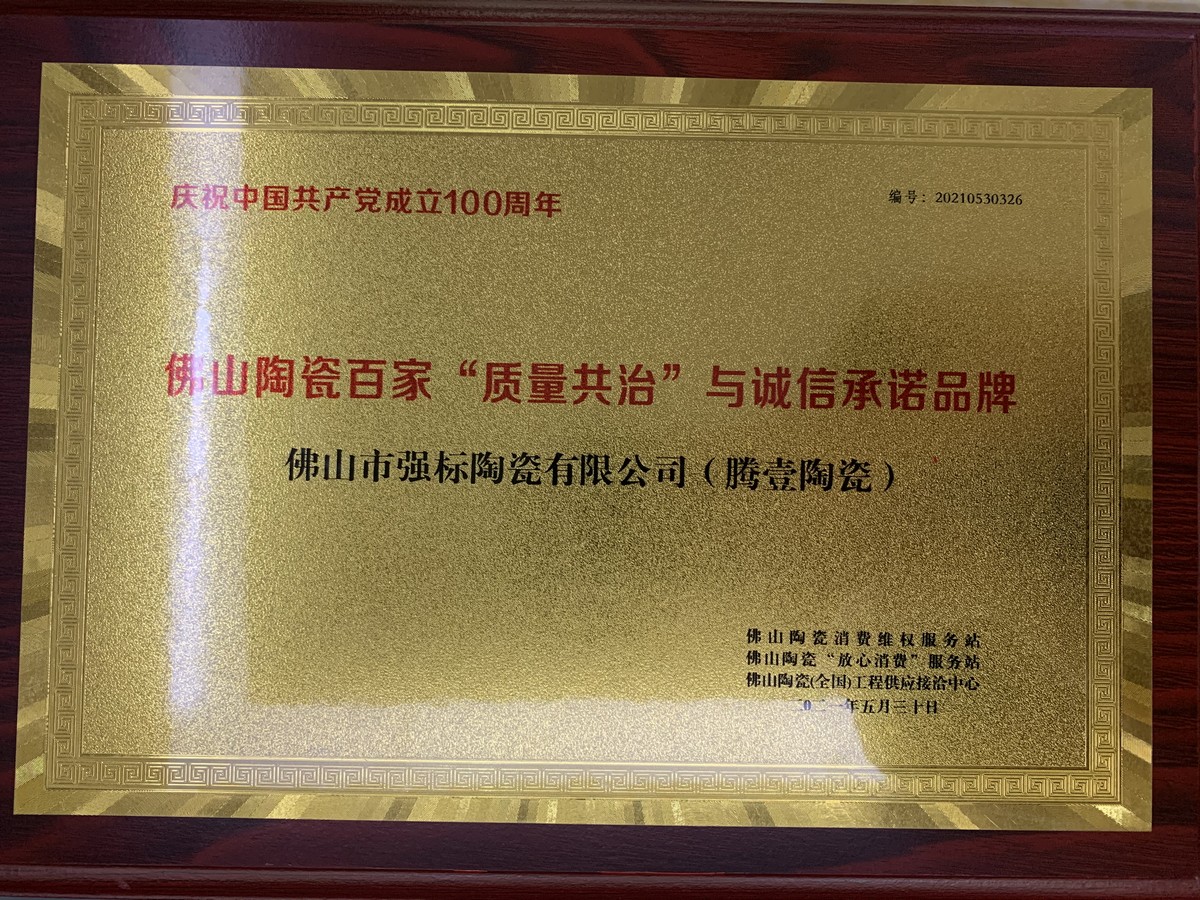 庆祝中国共产党成立100周年
编号：20210530326
佛山陶瓷百家“质量共治”与诚信承诺品牌
佛山市强标陶瓷有限公司（腾壹陶瓷）
佛山陶瓷消费维权服务站
佛山陶瓷“放心消费”服务站
佛山陶瓷(全国)工程供应接洽中心
二0二一年五月三十日